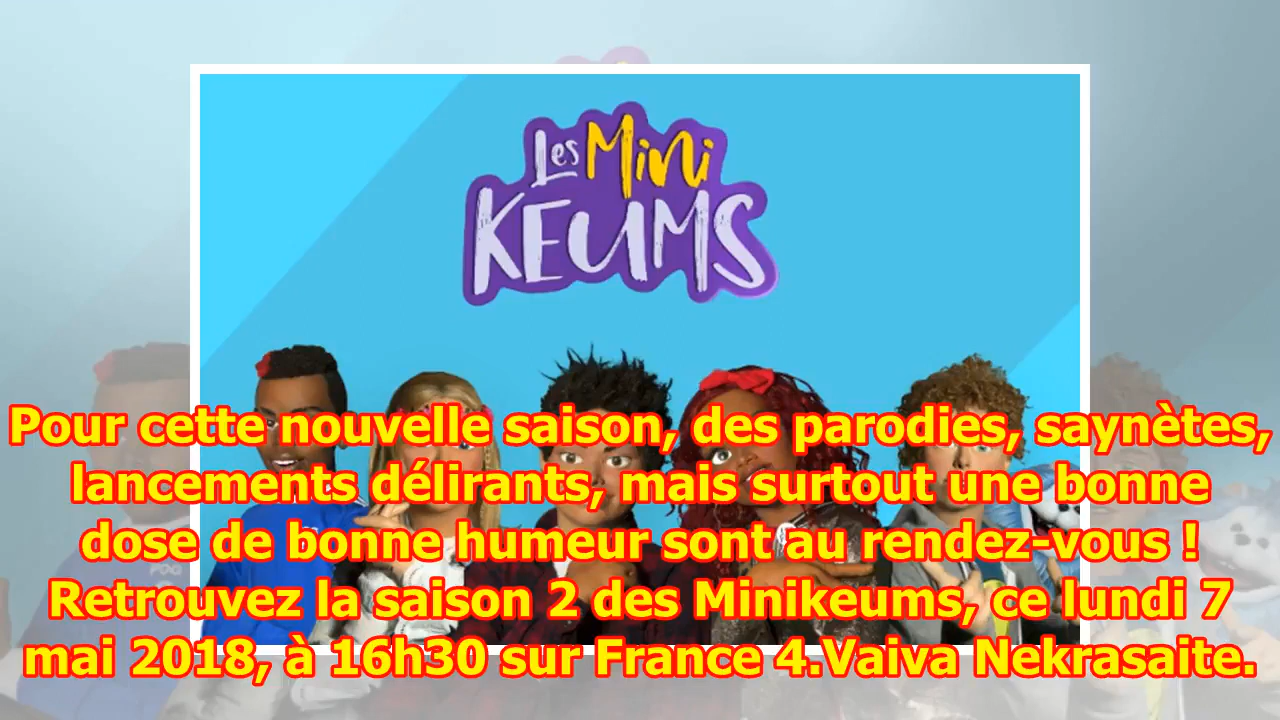 Les Mini
KEUMS
Pour cette nouvelle saison, des parodies, saynètes,
lancements délirants, mais surtout une bonne
dose de bonne humeur sont au rendez-vous !
Retrouvez la saison 2 des Minikeums, ce lundi 7
mai 2018, à 16h30 sur France 4.Vaiva Nekrasaite.
POG